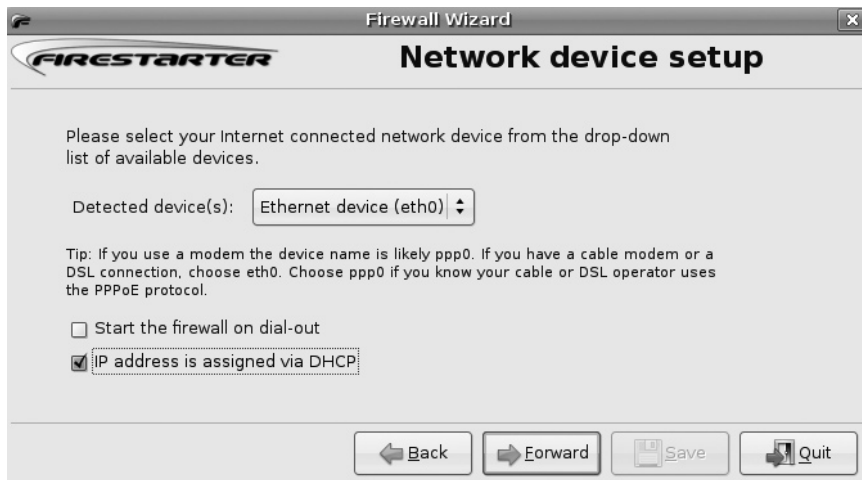 Firewall Wizard
FIRESTARTER
Network device setup
Please select your Internet connected network device from the drop-down
list of available devices.
Detected device(s): Ethernet device (eth0)
Tip: If you use a modem the device name is likely ppp0. If you have a cable modem or a
DSL connection, choose eth0. Choose ppp0 if you know your cable or DSL operator uses
the PPPoE protocol.
Start the firewall on dial-out
IP address is assigned via DHCP
Back Forward Save Quit